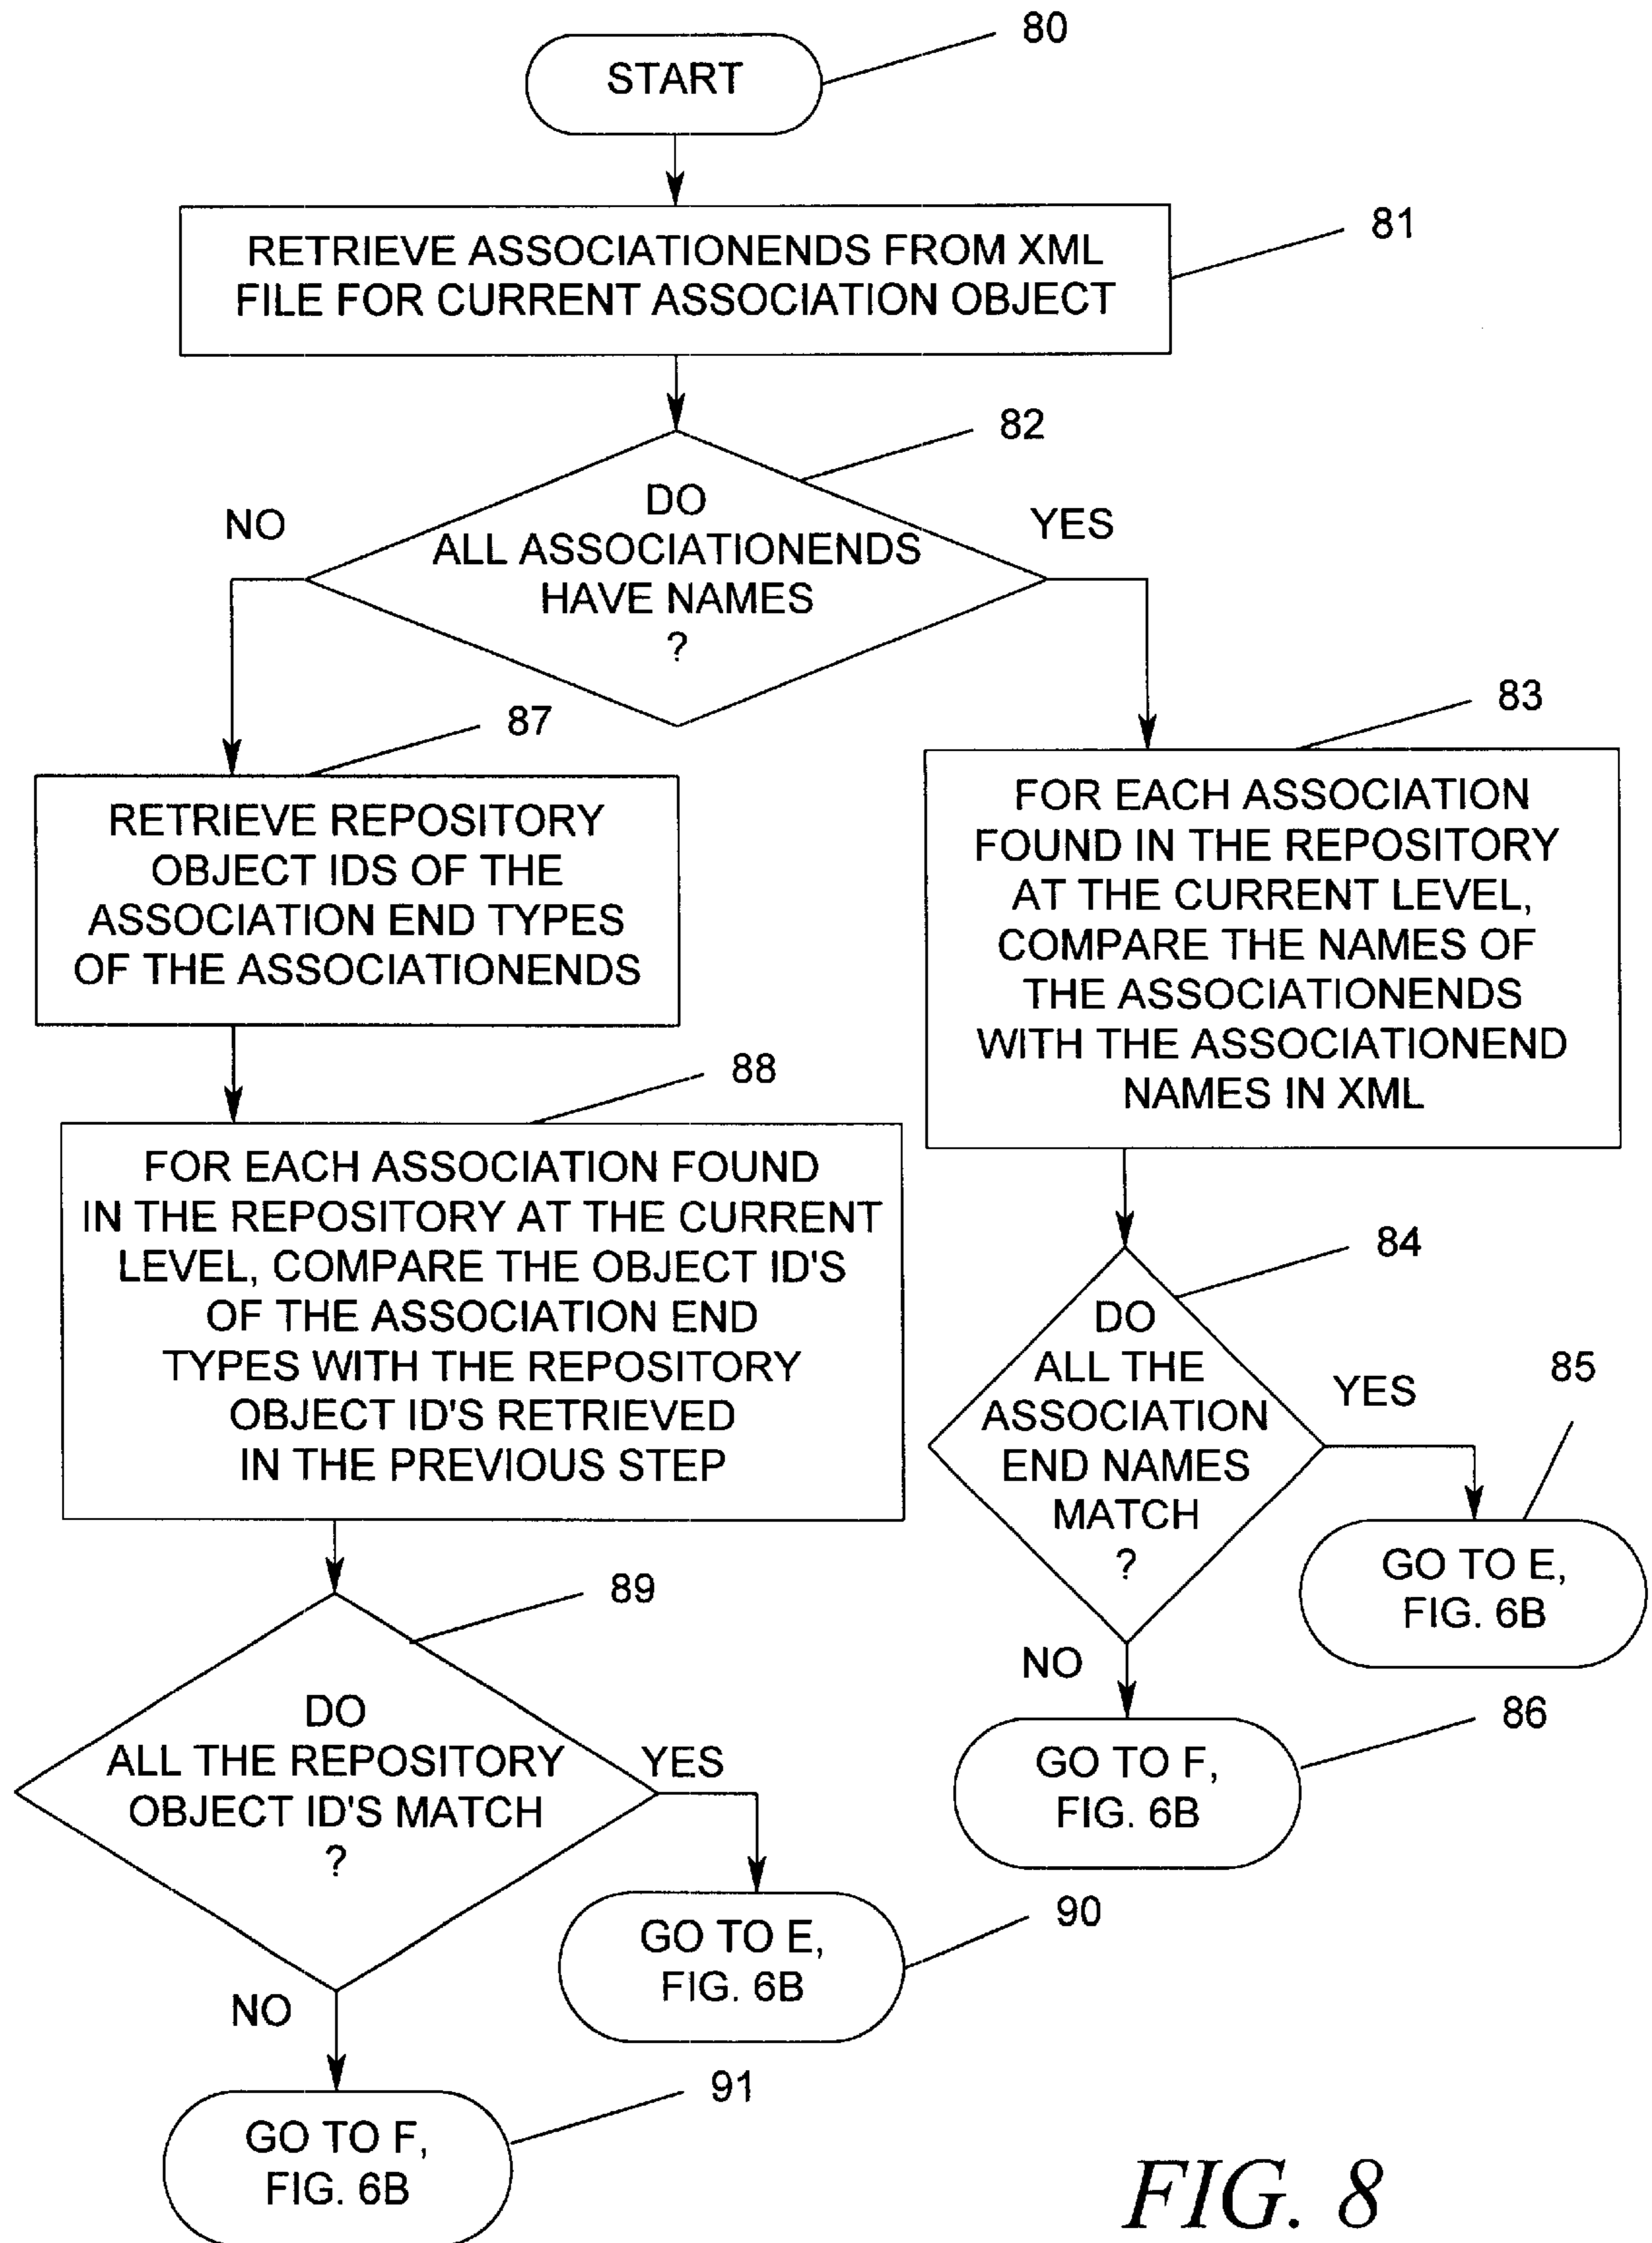 80
START
81
RETRIEVE ASSOCIATIONENDS FROM XML
FILE FOR CURRENT ASSOCIATION OBJECT
82
DO
ALL ASSOCIATIONENDS
HAVE NAMES
?
NO
YES
87
RETRIEVE REPOSITORY
OBJECT IDS OF THE
ASSOCIATION END TYPES
OF THE ASSOCIATIONENDS
83
FOR EACH ASSOCIATION
FOUND IN THE REPOSITORY
AT THE CURRENT LEVEL,
COMPARE THE NAMES OF
THE ASSOCIATIONENDS
WITH THE ASSOCIATIONEND
NAMES IN XML
88
FOR EACH ASSOCIATION FOUND
IN THE REPOSITORY AT THE CURRENT
LEVEL, COMPARE THE OBJECT ID'S
OF THE ASSOCIATION END
TYPES WITH THE REPOSITORY
OBJECT ID'S RETRIEVED
IN THE PREVIOUS STEP
84
DO
ALL THE
ASSOCIATION
END NAMES
MATCH
?
YES
85
GO TO E,
FIG. 6B
NO
86
GO TO F,
FIG. 6B
89
DO
ALL THE REPOSITORY
OBJECT ID'S MATCH
?
YES
90
GO TO E,
FIG. 6B
NO
91
GO TO F,
FIG. 6B
FIG. 8